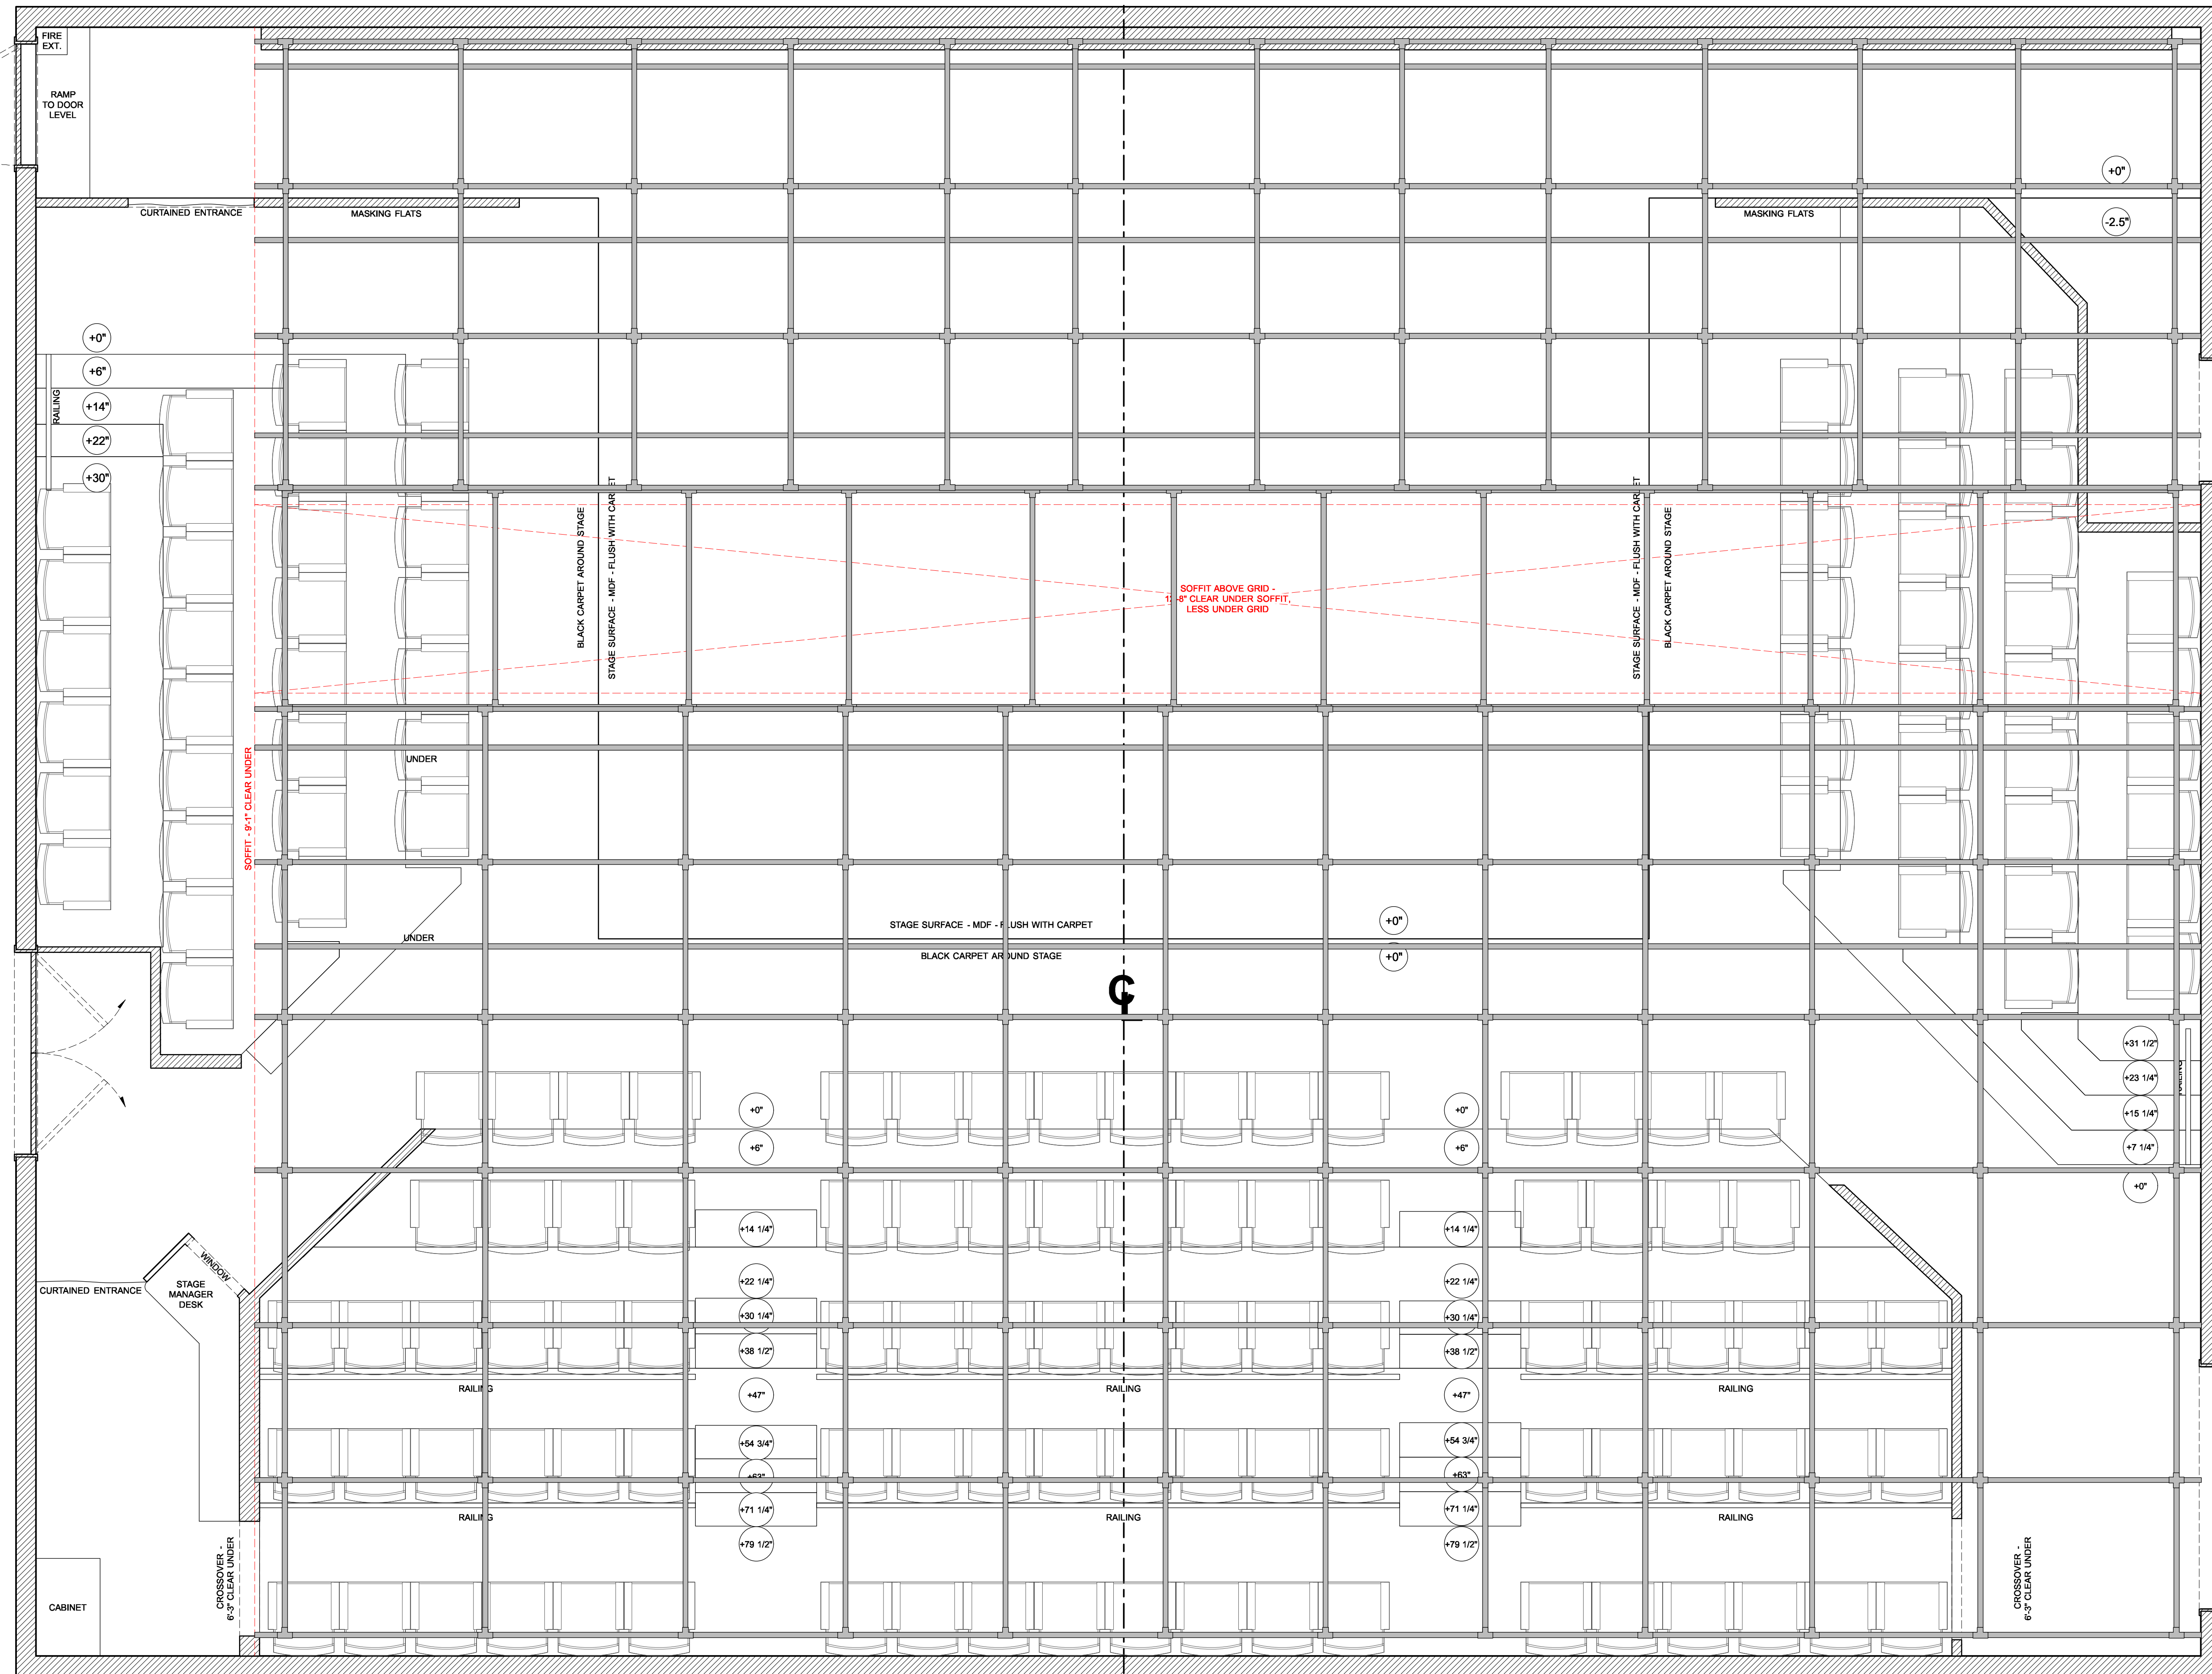 FIRE
EXT.
RAMP
TO DOOR
LEVEL
+0"
CURTAINED ENTRANCE
MASKING FLATS
MASKING FLATS
-2.5"
+0"
+6"
+14"
+22"
+30"
RAILING
BLACK CARPET AROUND STAGE
STAGE SURFACE - MDF - FLUSH WITH CARPET
SOFFIT ABOVE GRID -
12'-8" CLEAR UNDER SOFFIT,
LESS UNDER GRID
STAGE SURFACE - MDF - FLUSH WITH CARPET
BLACK CARPET AROUND STAGE
SOFFIT - 9'-1" CLEAR UNDER
UNDER
UNDER
STAGE SURFACE - MDF - FLUSH WITH CARPET
+0"
BLACK CARPET AROUND STAGE
+0"
CL
+31 1/2"
+23 1/4"
+15 1/4"
+7 1/4"
+0"
RAILING
+0"
+6"
+14 1/4"
+22 1/4"
+30 1/4"
+38 1/2"
+47"
+54 3/4"
+63"
+71 1/4"
+79 1/2"
+0"
+6"
+14 1/4"
+22 1/4"
+30 1/4"
+38 1/2"
+47"
+54 3/4"
+63"
+71 1/4"
+79 1/2"
WINDOW
CURTAINED ENTRANCE
STAGE
MANAGER
DESK
RAILING
RAILING
RAILING
RAILING
RAILING
RAILING
CROSSOVER -
6'-3" CLEAR UNDER
CABINET
CROSSOVER -
6'-3" CLEAR UNDER